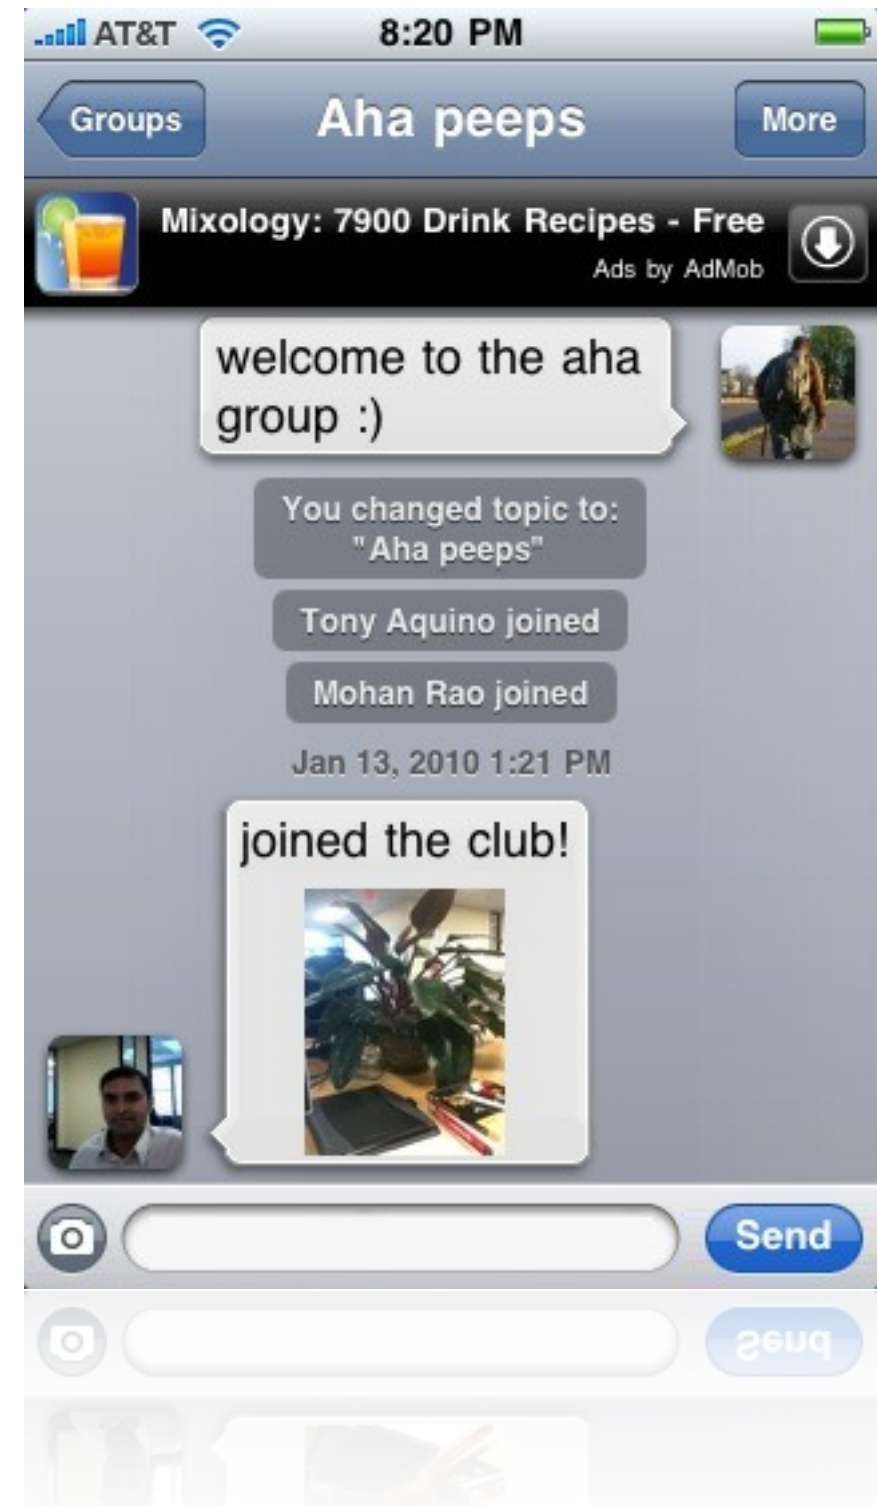 AT&T 8:20 PM
Groups Aha peeps More
Mixology: 7900 Drink Recipes - Free
Ads by AdMob
welcome to the aha
group :)
You changed topic to:
"Aha peeps"
Tony Aquino joined
Mohan Rao joined
Jan 13, 2010 1:21 PM
joined the club!
Send
Send